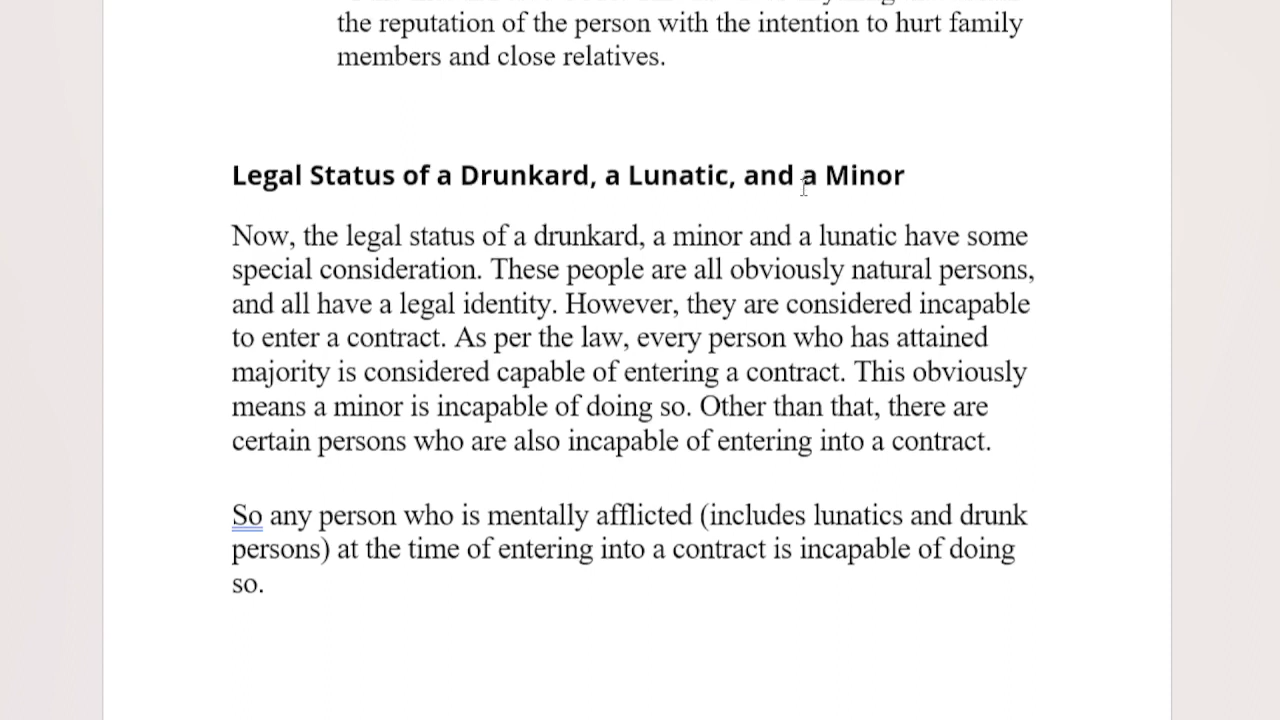 the reputation of the person with the intention to hurt family
members and close relatives.
Legal Status of a Drunkard, a Lunatic, and a Minor
Now, the legal status of a drunkard, a minor and a lunatic have some
special consideration. These people are all obviously natural persons,
and all have a legal identity. However, they are considered incapable
to enter a contract. As per the law, every person who has attained
majority is considered capable of entering a contract. This obviously
means a minor is incapable of doing so. Other than that, there are
certain persons who are also incapable of entering into a contract.
So any person who is mentally afflicted (includes lunatics and drunk
persons) at the time of entering into a contract is incapable of doing
so.